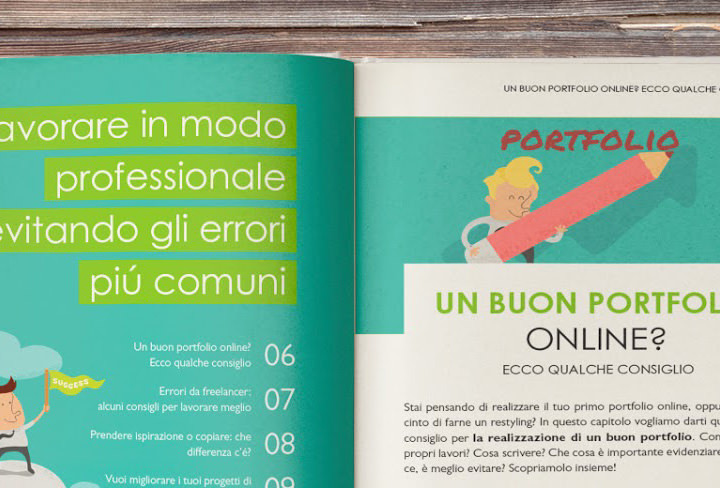 avorare in modo
professionale
evitando gli errori
piú comuni
Un buon portfolio online?
Ecco qualche consiglio 06
Errori da freelancer:
alcuni consigli per lavorare meglio 07
Prendere ispirazione o copiare: che
differenza c'é? 08
Vuoi migliorare i tuoi progetti di 09
SUCCESS
UN BUON PORTFOLIO ONLINE? ECCO QUALCHE
PORTFOLIO
UN BUON PORTFOL
ONLINE?
ECCO QUALCHE CONSIGLIO
Stai pensando di realizzare il tuo primo portfolio online, oppu
cinto di farne un restyling? In questo capitolo vogliamo darti qu
consiglio per la realizzazione di un buon portfolio. Com
propri lavori? Cosa scrivere? Che cosa è importante evidenziare
ce, è meglio evitare? Scopriamolo insieme!